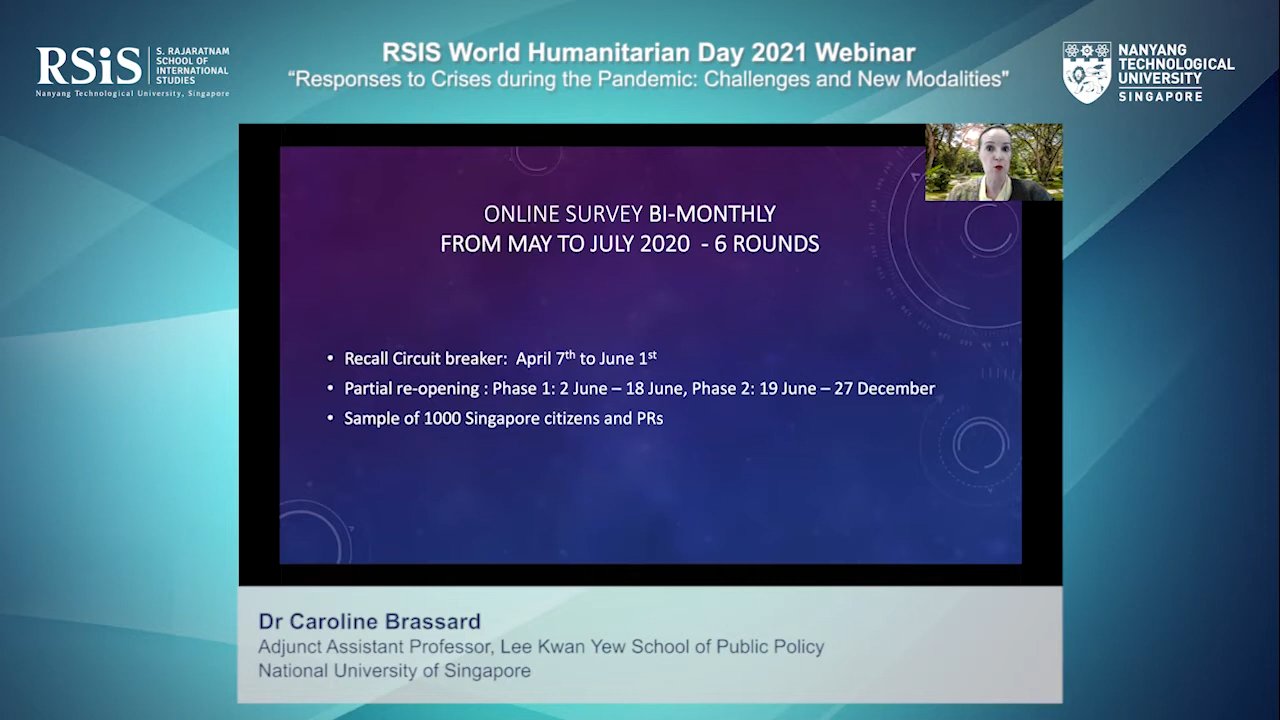 RSiS
S. RAJARATNAM
SCHOOL OF
INTERNATIONAL
STUDIES
Nanyang Technological University, Singapore
RSIS World Humanitarian Day 2021 Webinar
“Responses to Crises during the Pandemic: Challenges and New Modalities"
NANYANG
TECHNOLOGICAL
UNIVERSITY
SINGAPORE
ONLINE SURVEY BI-MONTHLY
FROM MAY TO JULY 2020 - 6 ROUNDS
• Recall Circuit breaker: April 7th to June 1st
• Partial re-opening : Phase 1: 2 June – 18 June, Phase 2: 19 June – 27 December
• Sample of 1000 Singapore citizens and PRs
Dr Caroline Brassard
Adjunct Assistant Professor, Lee Kwan Yew School of Public Policy
National University of Singapore